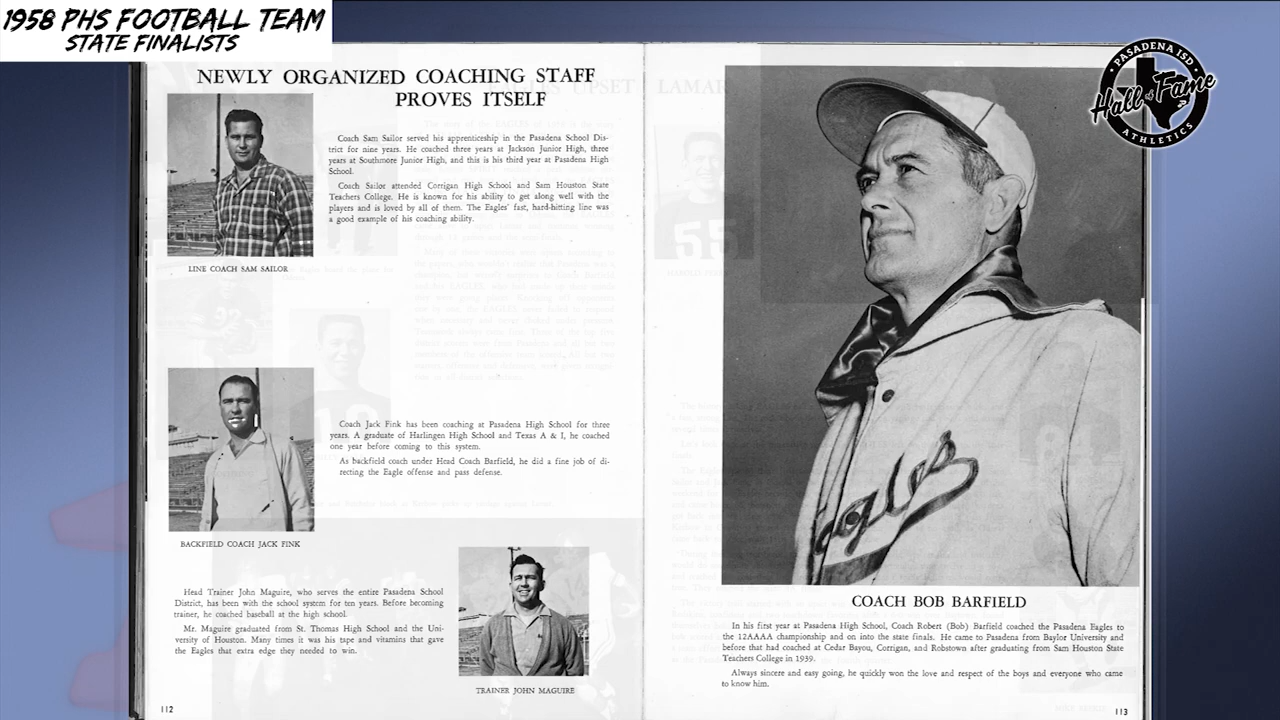 1958 PHS FOOTBALL TEAM
STATE FINALISTS
PASADENA ISD
Hall of Fame
ATHLETICS
NEWLY ORGANIZED COACHING STAFF
PROVES ITSELF
Coach Sam Sailor served his apprenticeship in the Pasadena School Dis-
trict for nine years. He coached three years at Jackson Junior High, three
years at Southmore Junior High, and this is his third year at Pasadena High
School.
Coach Sailor attended Corrigan High School and Sam Houston State
Teachers College. He is known for his ability to get along well with the
players and is loved by all of them. The Eagles' fast, hard-hitting line was
a good example of his coaching ability.
LINE COACH SAM SAILOR
Coach Jack Fink has been coaching at Pasadena High School for three
years. A graduate of Harlingen High School and Texas A & I, he coached
one year before coming to this system.
As backfield coach under Head Coach Barfield, he did a fine job of di-
recting the Eagle offense and pass defense.
BACKFIELD COACH JACK FINK
Head Trainer John Maguire, who serves the entire Pasadena School
District, has been with the school system for ten years. Before becoming
trainer, he coached baseball at the high school.
Mr. Maguire graduated from St. Thomas High School and the Uni-
versity of Houston. Many times it was his tape and vitamins that gave
the Eagles that extra edge they needed to win.
TRAINER JOHN MAGUIRE
112
EAGLES UPSET LAMAR
55
Eagles
COACH BOB BARFIELD
In his first year at Pasadena High School, Coach Robert (Bob) Barfield coached the Pasadena Eagles to
the 12AAAA championship and on into the state finals. He came to Pasadena from Baylor University and
before that had coached at Cedar Bayou, Corrigan, and Robstown after graduating from Sam Houston State
Teachers College in 1939.
Always sincere and easy going, he quickly won the love and respect of the boys and everyone who came
to know him.
113